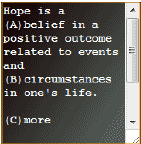 Hope is a
(A)belief in a
positive outcome
related to events
and
(B)circumstances
in one's life.
(C)more